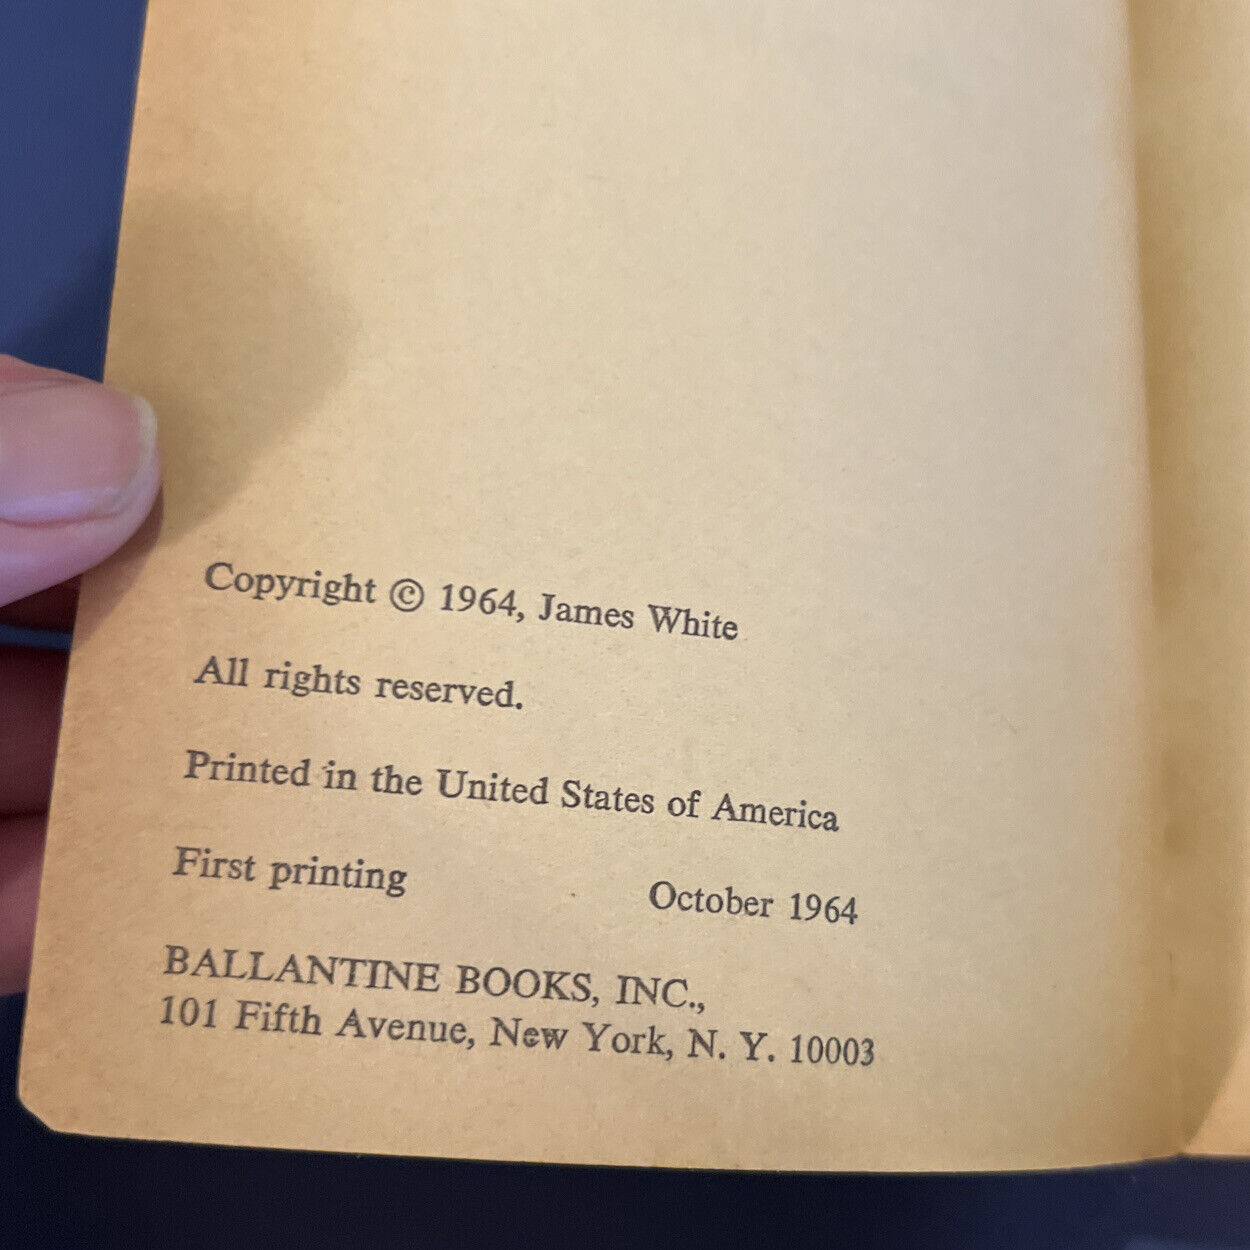 Copyright © 1964, James White
All rights reserved.
Printed in the United States of America
First printing October 1964
BALLANTINE BOOKS, INC.,
101 Fifth Avenue, New York, N. Y. 10003